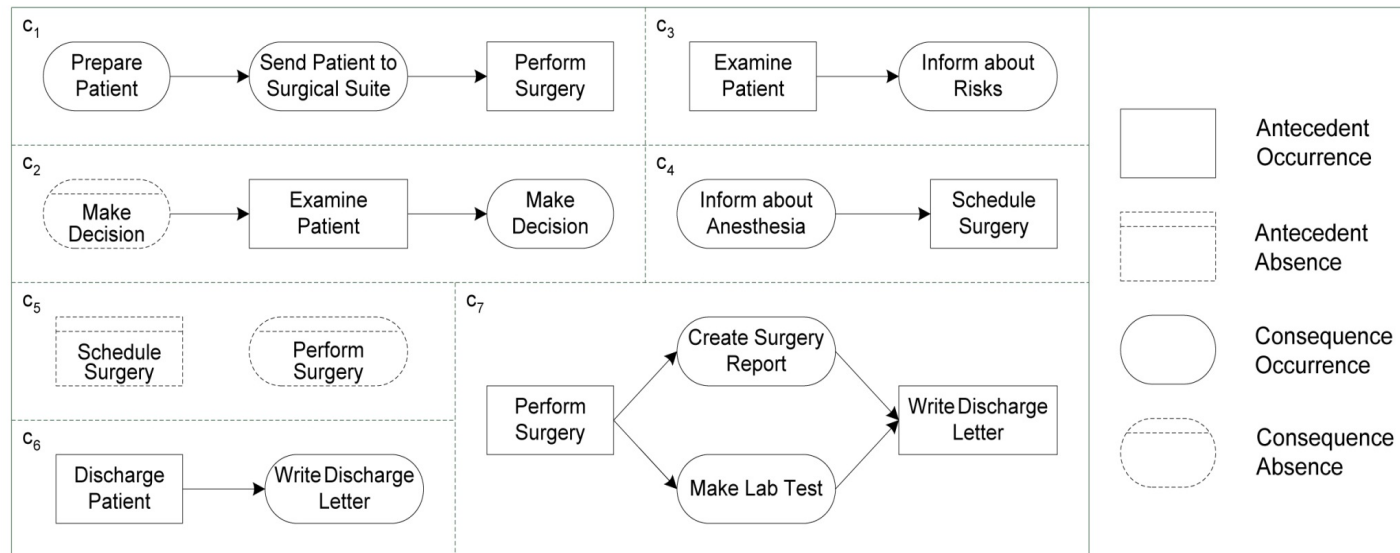 c1
Prepare
Patient
Send Patient to
Surgical Suite
Perform
Surgery
c3
Examine
Patient
Inform about
Risks
c2
Make
Decision
Examine
Patient
Make
Decision
c4
Inform about
Anesthesia
Schedule
Surgery
c5
Schedule
Surgery
Perform
Surgery
c7
Perform
Surgery
Create Surgery
Report
Make Lab Test
Write Discharge
Letter
c6
Discharge
Patient
Write Discharge
Letter
Antecedent
Occurrence
Antecedent
Absence
Consequence
Occurrence
Consequence
Absence